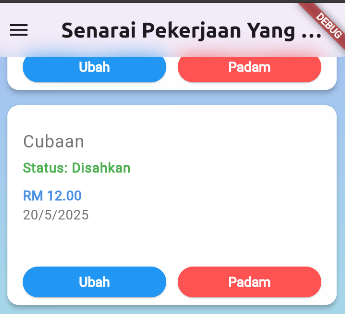 Senarai Pekerjaan Yang ...
DEBUG
Ubah Padam
Cubaan
Status: Disahkan
RM 12.00
20/5/2025
Ubah Padam